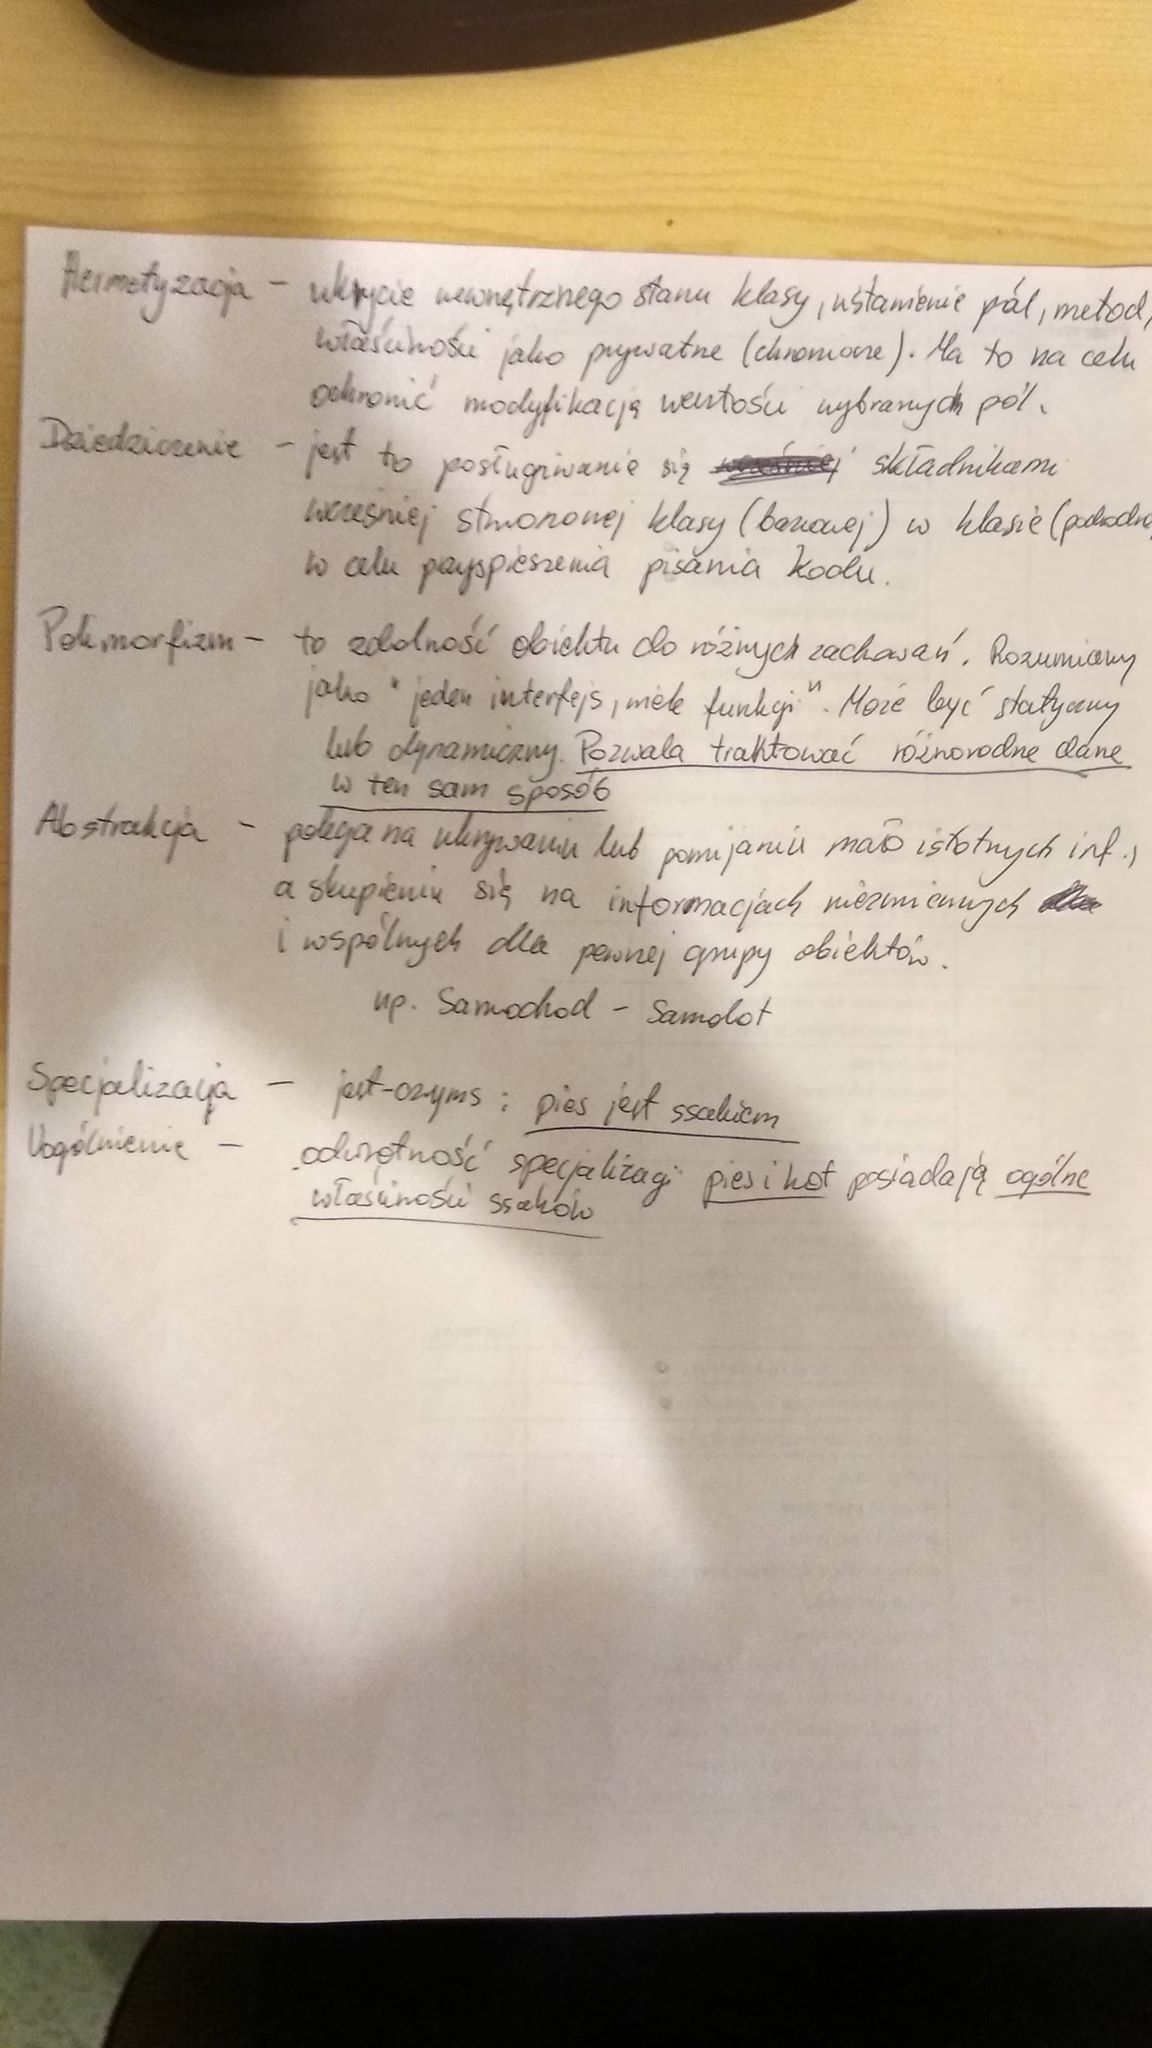 Hermetyzacja - ukrycie wewnętrznego stanu klasy, ustawienie pól, metod,
właściwości jako prywatne (chronione). Ma to na celu
ochronić modyfikacją wartości wybranych pól.
Dziedziczenie - jest to posługiwanie się składnikami
wcześniej stworzonej klasy (bazowej) w klasie (pochodne
w celu przyspieszenia pisania kodu.
Polimorfizm - to zdolność obiektu do różnych zachowań. Rozumiany
jako "jeden interfejs, wiele funkcji". Może być statyczny
lub dynamiczny. Pozwala traktować różnorodne dane
w ten sam sposób
Abstrakcja - polega na ukrywaniu lub pomijaniu mało istotnych inf.,
a skupieniu się na informacjach niezmiennych
i wspólnych dla pewnej grupy obiektów.
np. Samochod - Samolot
Specjalizacja - jest-czyms : pies jest ssakiem
Uogólnienie - odwrotność specjalizacji pies i kot posiadają ogólne
właściwości ssaków